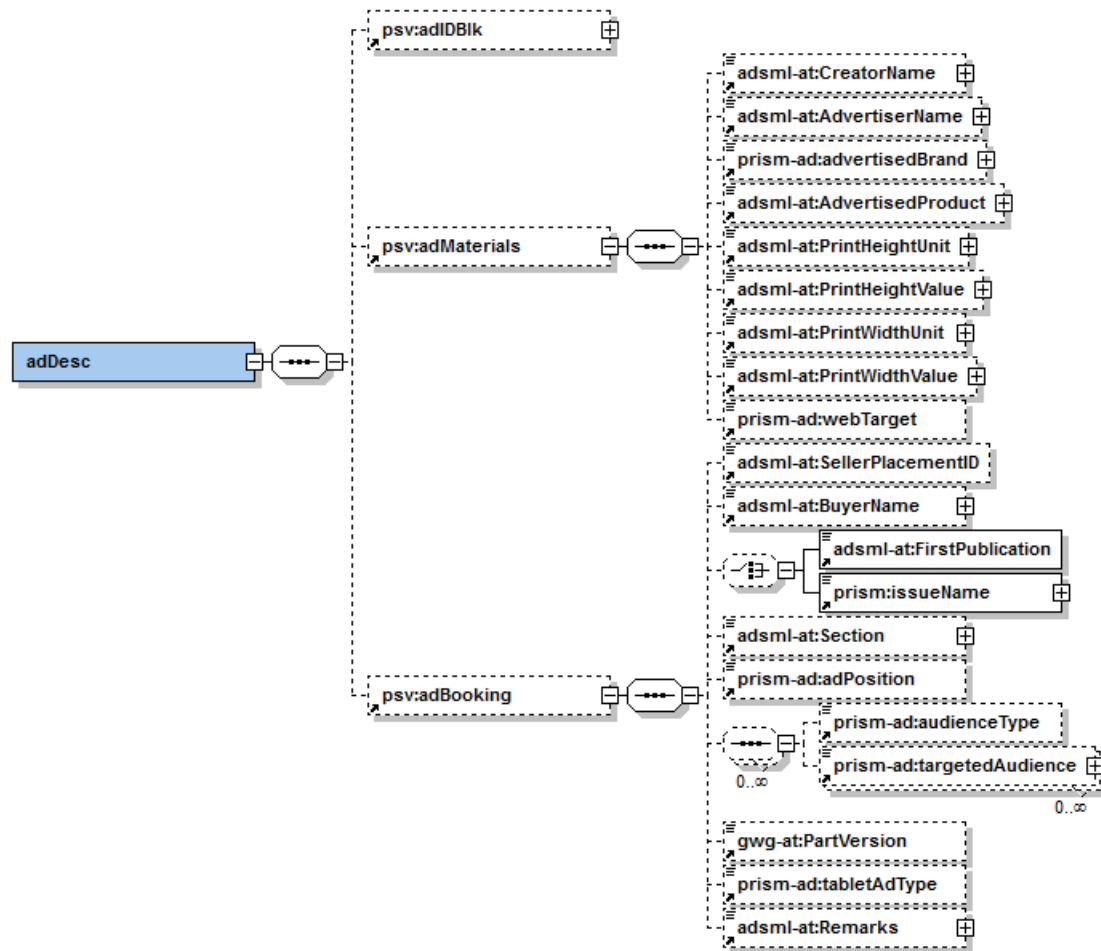 psv:adIDBlk
adsml-at:CreatorName
adsml-at:AdvertiserName
prism-ad:advertisedBrand
adsml-at:AdvertisedProduct
psv:adMaterials
adsml-at:PrintHeightUnit
adsml-at:PrintHeightValue
adsml-at:PrintWidthUnit
adDesc
adsml-at:PrintWidthValue
prism-ad:webTarget
adsml-at:SellerPlacementID
adsml-at:BuyerName
adsml-at:FirstPublication
prism:issueName
adsml-at:Section
psv:adBooking
prism-ad:adPosition
prism-ad:audienceType
prism-ad:targetedAudience
0..∞
0..∞
gwg-at:PartVersion
prism-ad:tabletAdType
adsml-at:Remarks